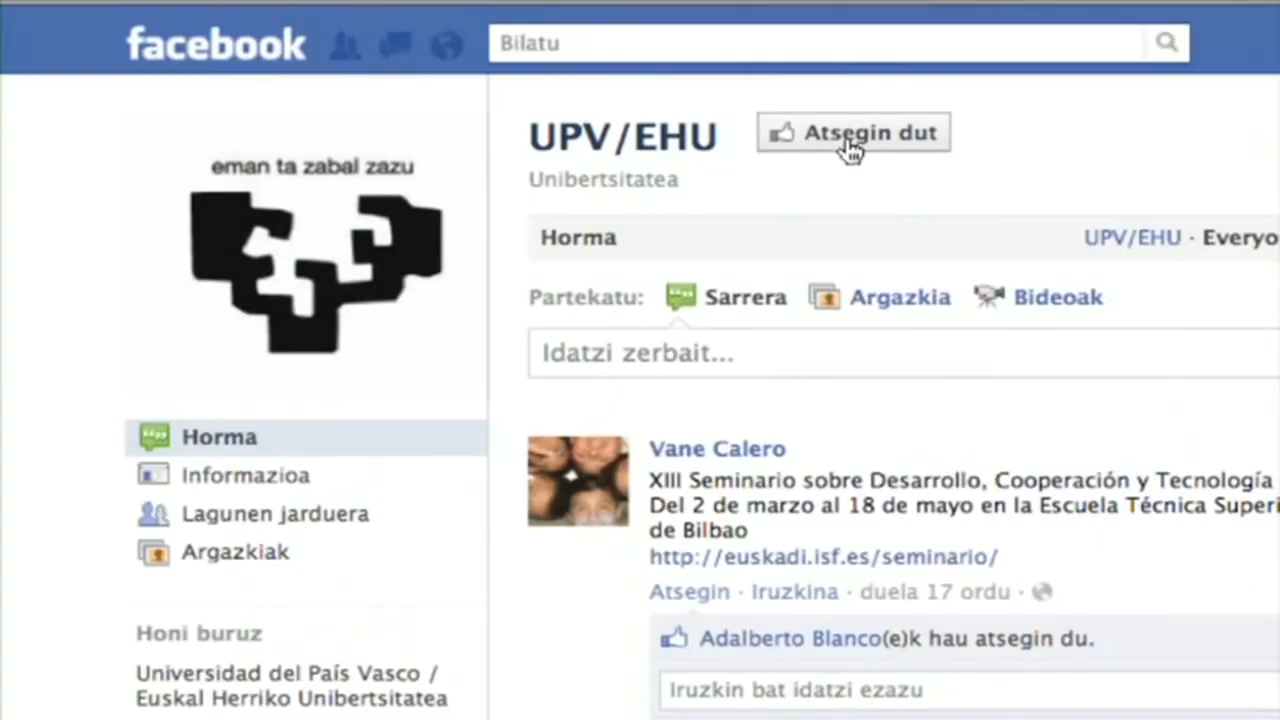 facebook
Bilatu
eman ta zabal zazu
UPV/EHU
Atsegin dut
Unibertsitatea
Horma
UPV/EHU ·
Partekatu: Sarrera Argazkia Bideoak
Idatzi zerbait...
Horma
Informazioa
Lagunen jarduera
Argazkiak
Honi buruz
Universidad del País Vasco /
Euskal Herriko Unibertsitatea
Vane Calero
XIII Seminario sobre Desarrollo, Cooperación y Tecnología
Del 2 de marzo al 18 de mayo en la Escuela Técnica
de Bilbao
http://euskadi.isf.es/seminario/
Atsegin · Iruzkina · duela 17 ordu ·
Adalberto Blanco(e)k hau atsegin du.
Iruzkin bat idatzi ezazu